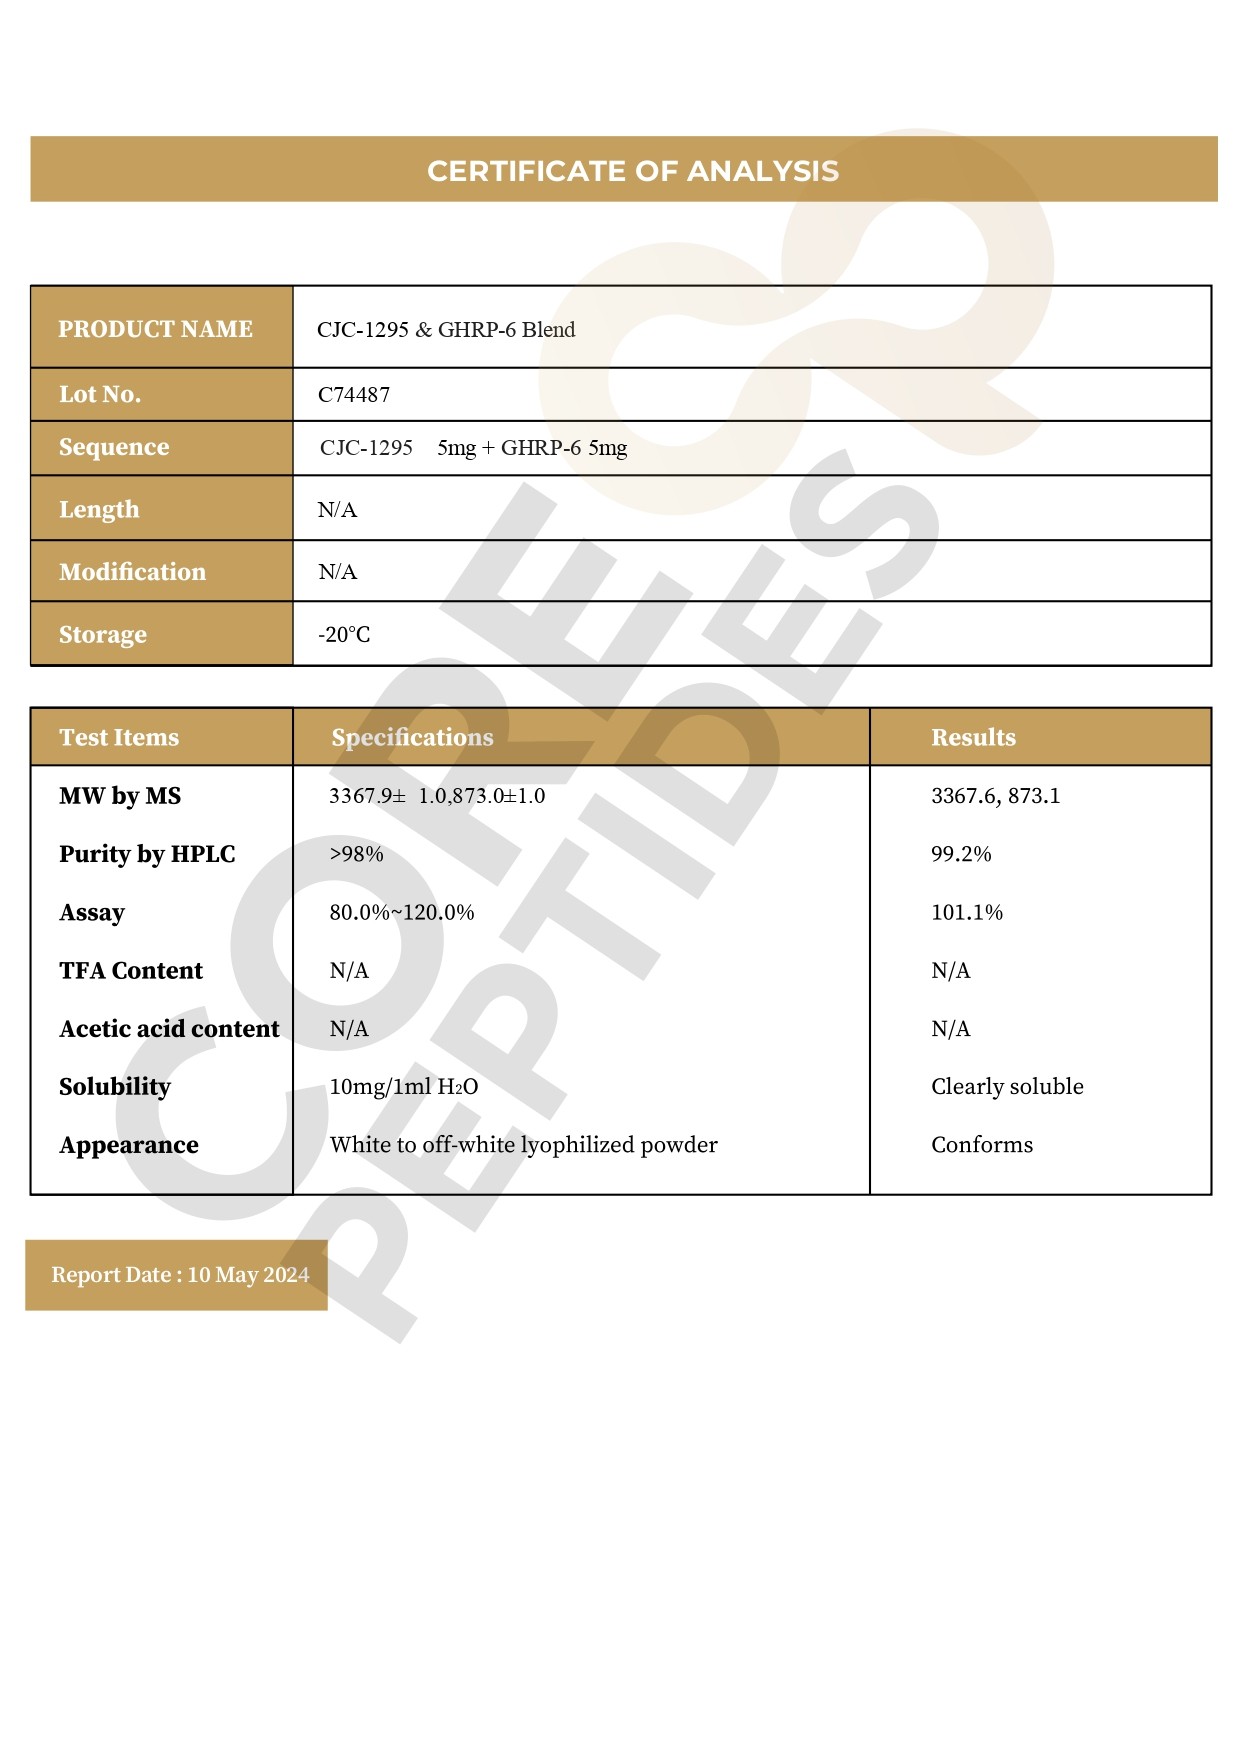 CERTIFICATE OF ANALYSIS
PRODUCT NAME CJC-1295 & GHRP-6 Blend
Lot No. C74487
Sequence CJC-1295 5mg + GHRP-6 5mg
Length N/A
Modification N/A
Storage -20°C
Test Items Specifications Results
MW by MS 3367.9± 1.0,873.0±1.0 3367.6, 873.1
Purity by HPLC >98% 99.2%
Assay 80.0%~120.0% 101.1%
TFA Content N/A N/A
Acetic acid content N/A N/A
Solubility 10mg/1ml H₂O Clearly soluble
Appearance White to off-white lyophilized powder Conforms
Report Date : 10 May 2024
CORE
PEPTIDES